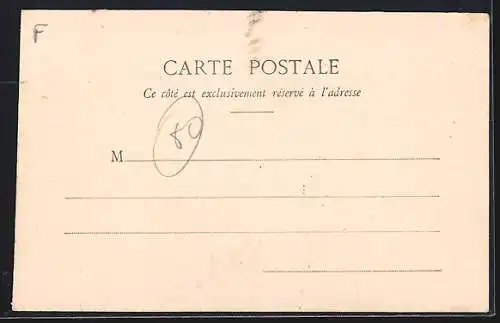 F
CARTE POSTALE
Ce côté est exclusivement réservé à l'adresse
80
M